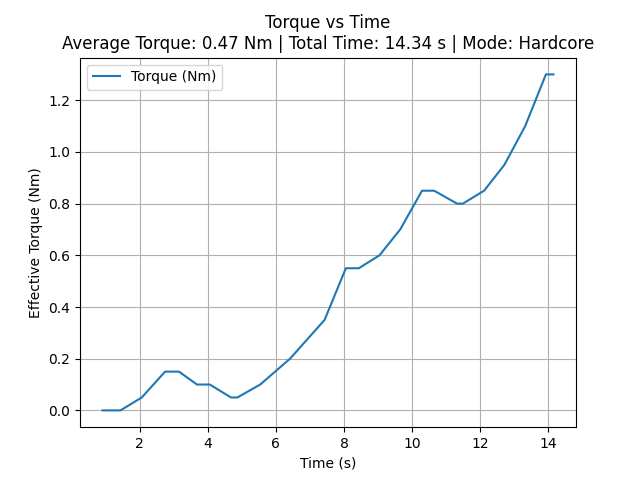 Torque vs Time
Average Torque: 0.47 Nm | Total Time: 14.34 s | Mode: Hardcore
Torque (Nm)
Effective Torque (Nm)
1.2
1.0
0.8
0.6
0.4
0.2
0.0
2 4 6 8 10 12 14
Time (s)